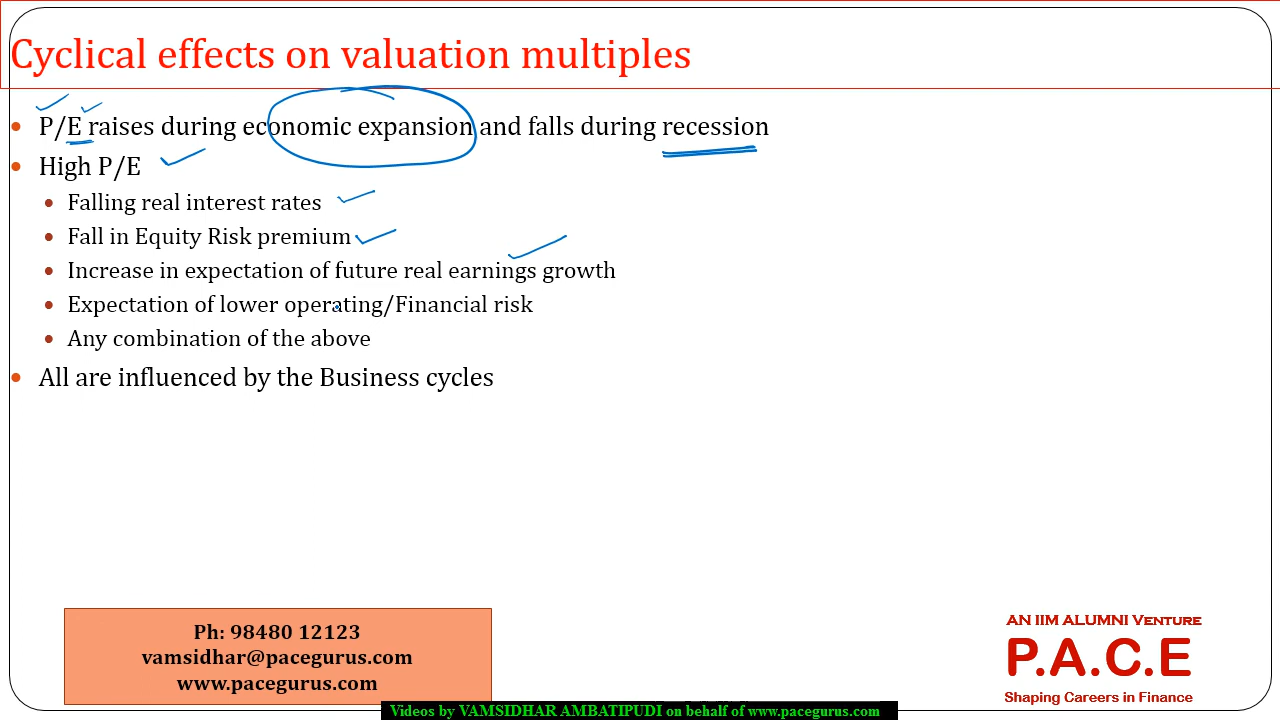 Cyclical effects on valuation multiples
• P/E raises during economic expansion and falls during recession
• High P/E
• Falling real interest rates
• Fall in Equity Risk premium
• Increase in expectation of future real earnings growth
• Expectation of lower operating/Financial risk
• Any combination of the above
• All are influenced by the Business cycles
Ph: 98480 12123
vamsidhar@pacegurus.com
www.pacegurus.com
AN IIM ALUMNI VENTURE
P.A.C.E
Shaping Careers in Finance
Videos by VAMSIDHAR AMBATIPUDI on behalf of www.pacegurus.com